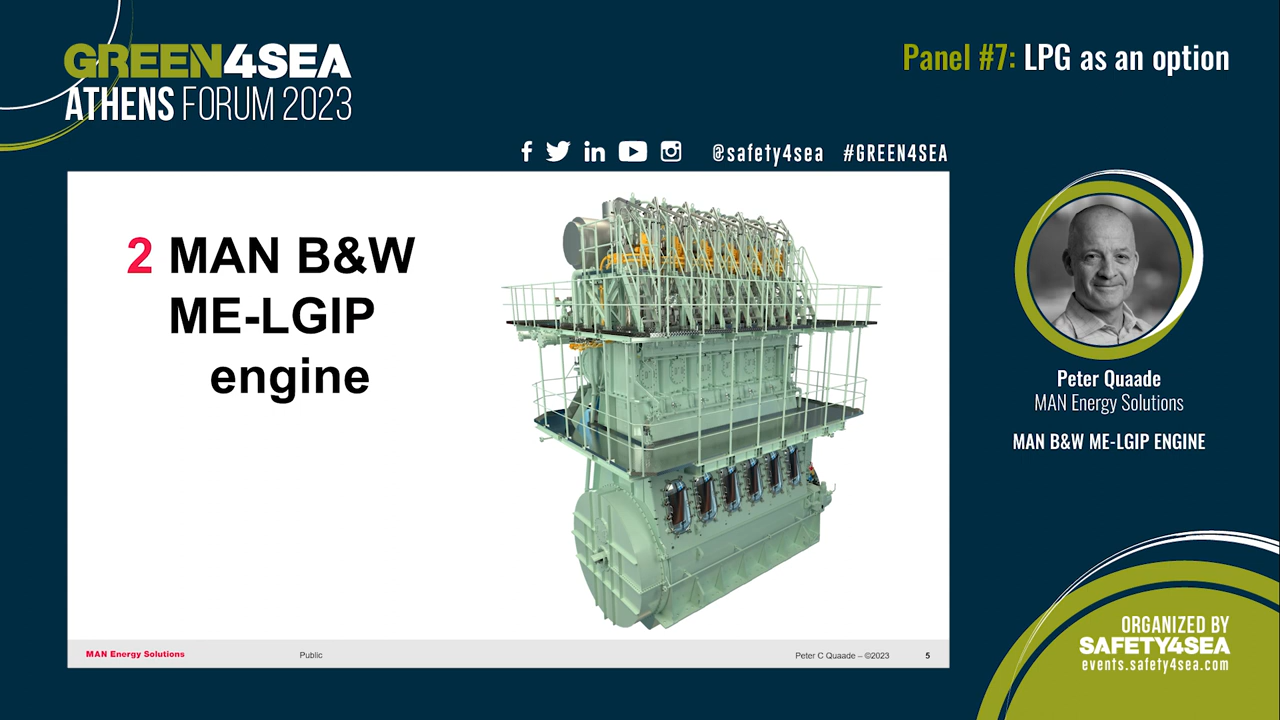 GREEN4SEA
ATHENS FORUM 2023
Panel #7: LPG as an option
@safety4sea #GREEN4SEA
2 MAN B&W
ME-LGIP
engine
MAN Energy Solutions
Public
Peter C Quaade – ©2023
5
Peter Quaade
MAN Energy Solutions
MAN B&W ME-LGIP ENGINE
ORGANIZED BY
SAFETY4SEA
events.safety4sea.com